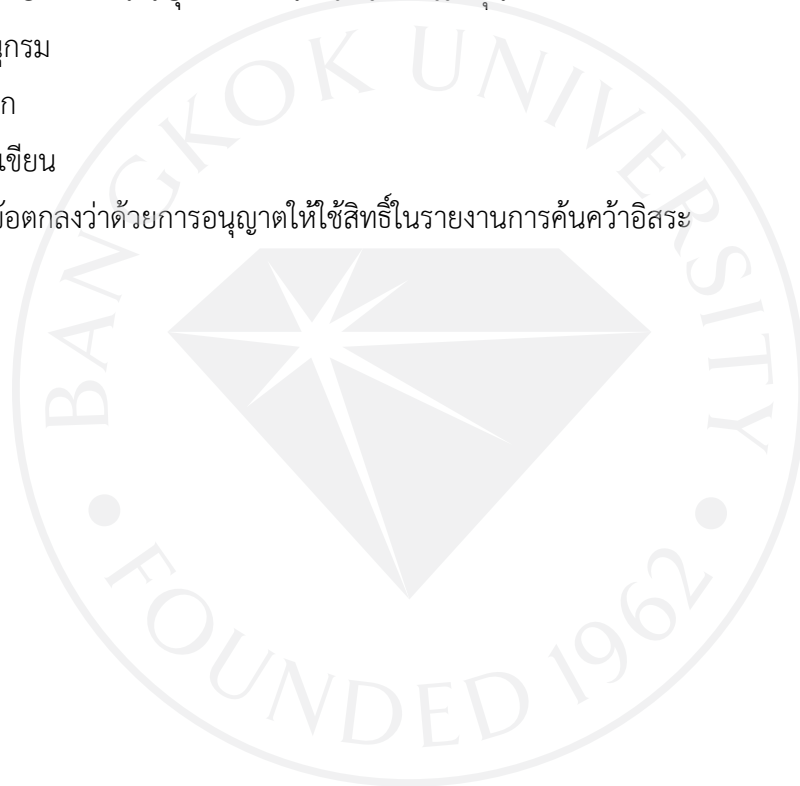 ุกรม
ก
เขียน
ข้อตกลงว่าด้วยการอนุญาตให้ใช้สิทธิ์ในรายงานการค้นคว้าอิสระ
BANGKOK UNIVERSITY
FOUNDED 1962